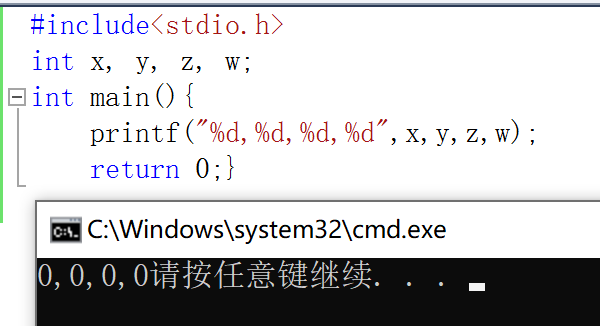 #include<stdio.h>
int x, y, z, w;
int main(){
printf("%d,%d,%d,%d",x,y,z,w);
return 0;}
C:\Windows\system32\cmd.exe
0,0,0,0请按任意键继续. . .